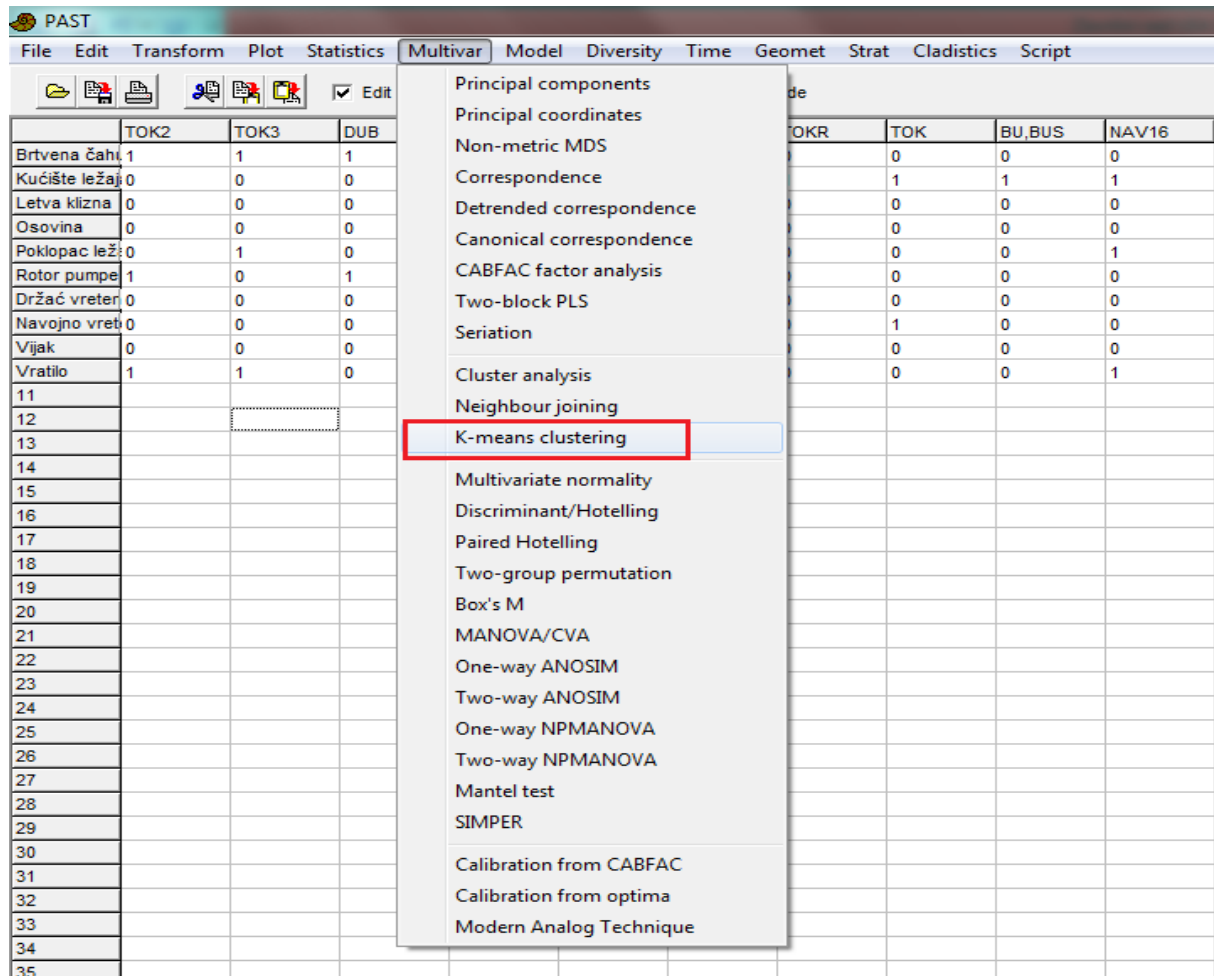 PAST
File Edit Transform Plot Statistics Multivar Model Diversity Time Geomet Strat Cladistics Script
Edit
TOK2 TOK3 DUB TOK BU,BUS NAV16
Brtvena 1 1 1 0 0 0
Kućište 0 0 0 1 1 1
Letva klizna 0 0 0 0 0 0
Osovina 0 0 0 0 0 0
Poklopac 0 1 0 0 0 1
Rotor pumpe 1 0 1 0 0 0
Držać 0 0 0 0 0 0
Navojno 0 0 0 1 0 0
Vijak 0 0 0 0 0 0
Vratilo 1 1 0 0 0 1
11
12
13
14
15
16
17
18
19
20
21
22
23
24
25
26
27
28
29
30
31
32
33
34
35
Principal components
Principal coordinates
Non-metric MDS
Correspondence
Detrended correspondence
Canonical correspondence
CABFAC factor analysis
Two-block PLS
Seriation
Cluster analysis
Neighbour joining
K-means clustering
Multivariate normality
Discriminant/Hotelling
Paired Hotelling
Two-group permutation
Box's M
MANOVA/CVA
One-way ANOSIM
Two-way ANOSIM
One-way NPMANOVA
Two-way NPMANOVA
Mantel test
SIMPER
Calibration from CABFAC
Calibration from optima
Modern Analog Technique